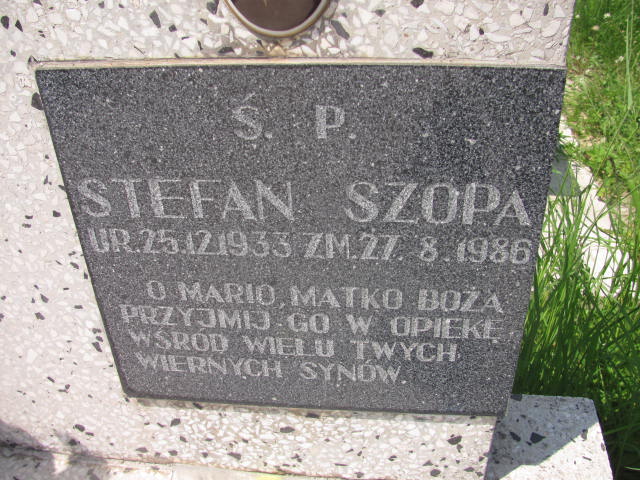 Ś. P.
STEFAN SZOPA
UR. 25.12.1933 ZM. 27. 8. 1986
O MARIO, MATKO BOŻA
PRZYJMIJ GO W OPIEKĘ
WŚROD WIELU TWYCH
WIERNYCH SYNÓW.